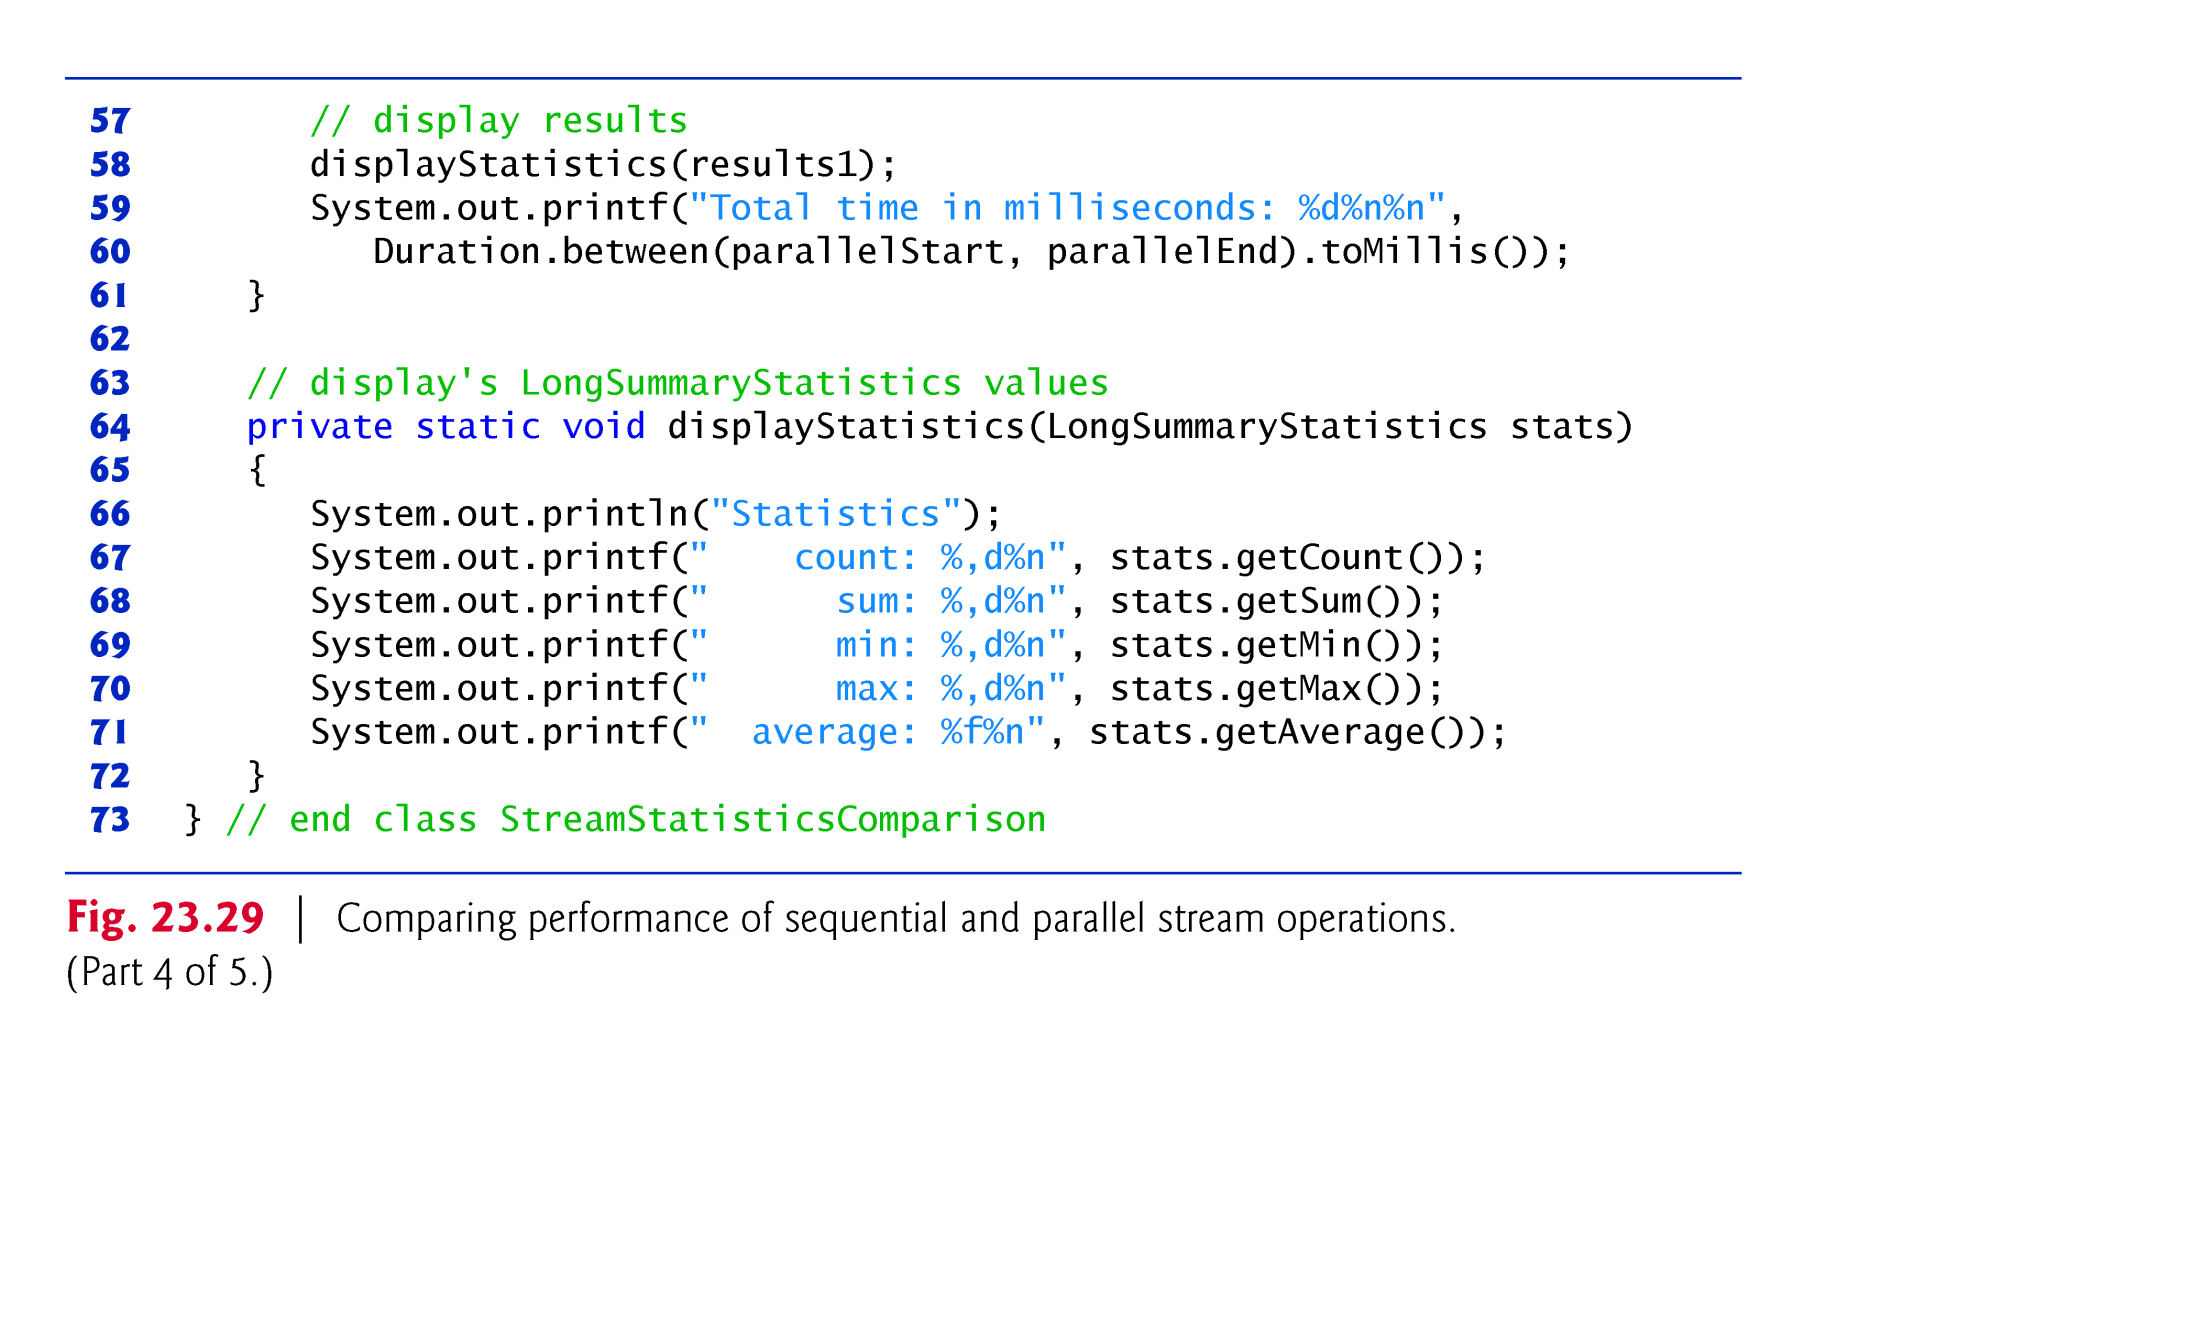 57 // display results
58 displayStatistics(results1);
59 System.out.printf("Total time in milliseconds: %d%n%n",
60 Duration.between(parallelStart, parallelEnd).toMillis());
61 }
62
63 // display's LongSummaryStatistics values
64 private static void displayStatistics(LongSummaryStatistics stats)
65 {
66 System.out.println("Statistics");
67 System.out.printf("    count: %,d%n", stats.getCount());
68 System.out.printf("      sum: %,d%n", stats.getSum());
69 System.out.printf("      min: %,d%n", stats.getMin());
70 System.out.printf("      max: %,d%n", stats.getMax());
71 System.out.printf("  average: %f%n", stats.getAverage());
72 }
73 } // end class StreamStatisticsComparison
Fig. 23.29 | Comparing performance of sequential and parallel stream operations.
(Part 4 of 5.)